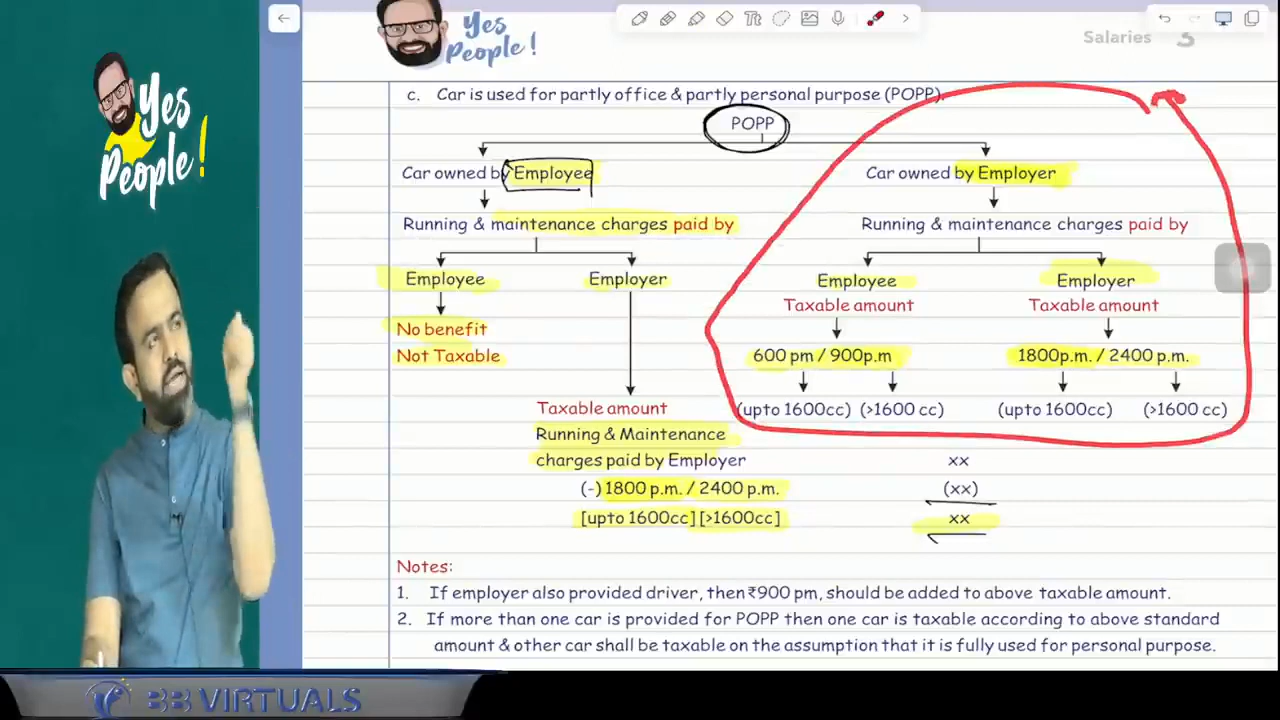 Yes
People!
Yes
People!
Salaries
c. Car is used for partly office & partly personal purpose (POPP).
POPP
Car owned by Employee
Car owned by Employer
Running & maintenance charges paid by
Running & maintenance charges paid by
Employee
Employer
Employee
Employer
Taxable amount
Taxable amount
No benefit
Not Taxable
600 pm / 900p.m
1800p.m. / 2400 p.m.
(upto 1600cc) (>1600 cc)
(upto 1600cc) (>1600 cc)
Taxable amount
Running & Maintenance
charges paid by Employer xx
(-) 1800 p.m. / 2400 p.m. (xx)
[upto 1600cc] [>1600cc] xx
Notes:
1. If employer also provided driver, then ₹900 pm, should be added to above taxable amount.
2. If more than one car is provided for POPP then one car is taxable according to above standard
amount & other car shall be taxable on the assumption that it is fully used for personal purpose.
BB VIRTUALS